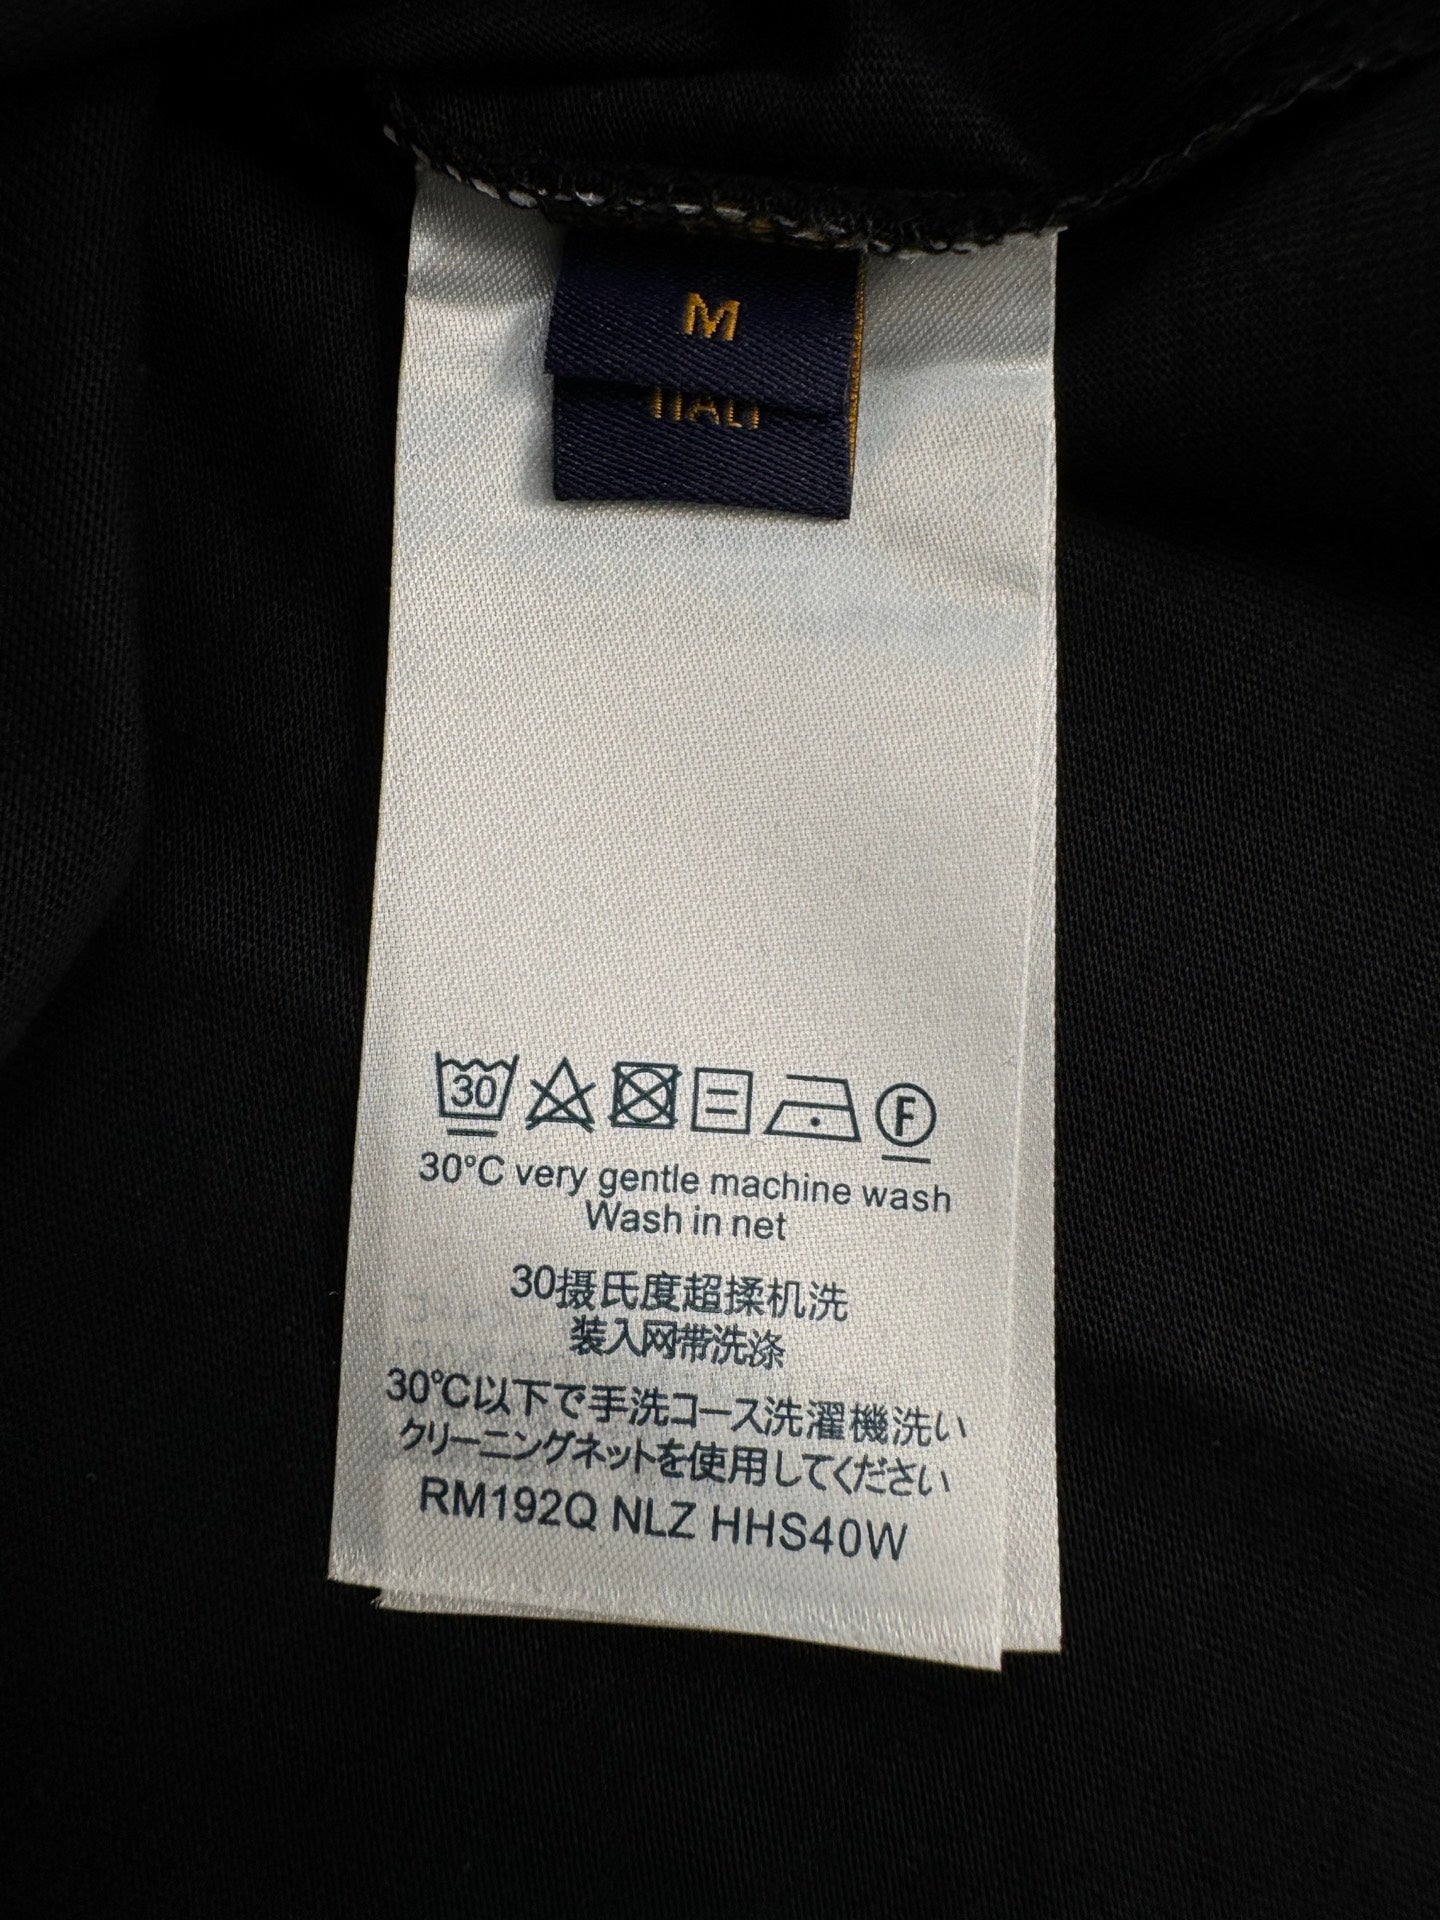 M
ITALY
30
F
30°C very gentle machine wash
Wash in net
30摄氏度超揉机洗
装入网带洗涤
30℃以下で手洗コース洗濯機洗い
クリーニングネットを使用してください
RM192Q NLZ HHS40W